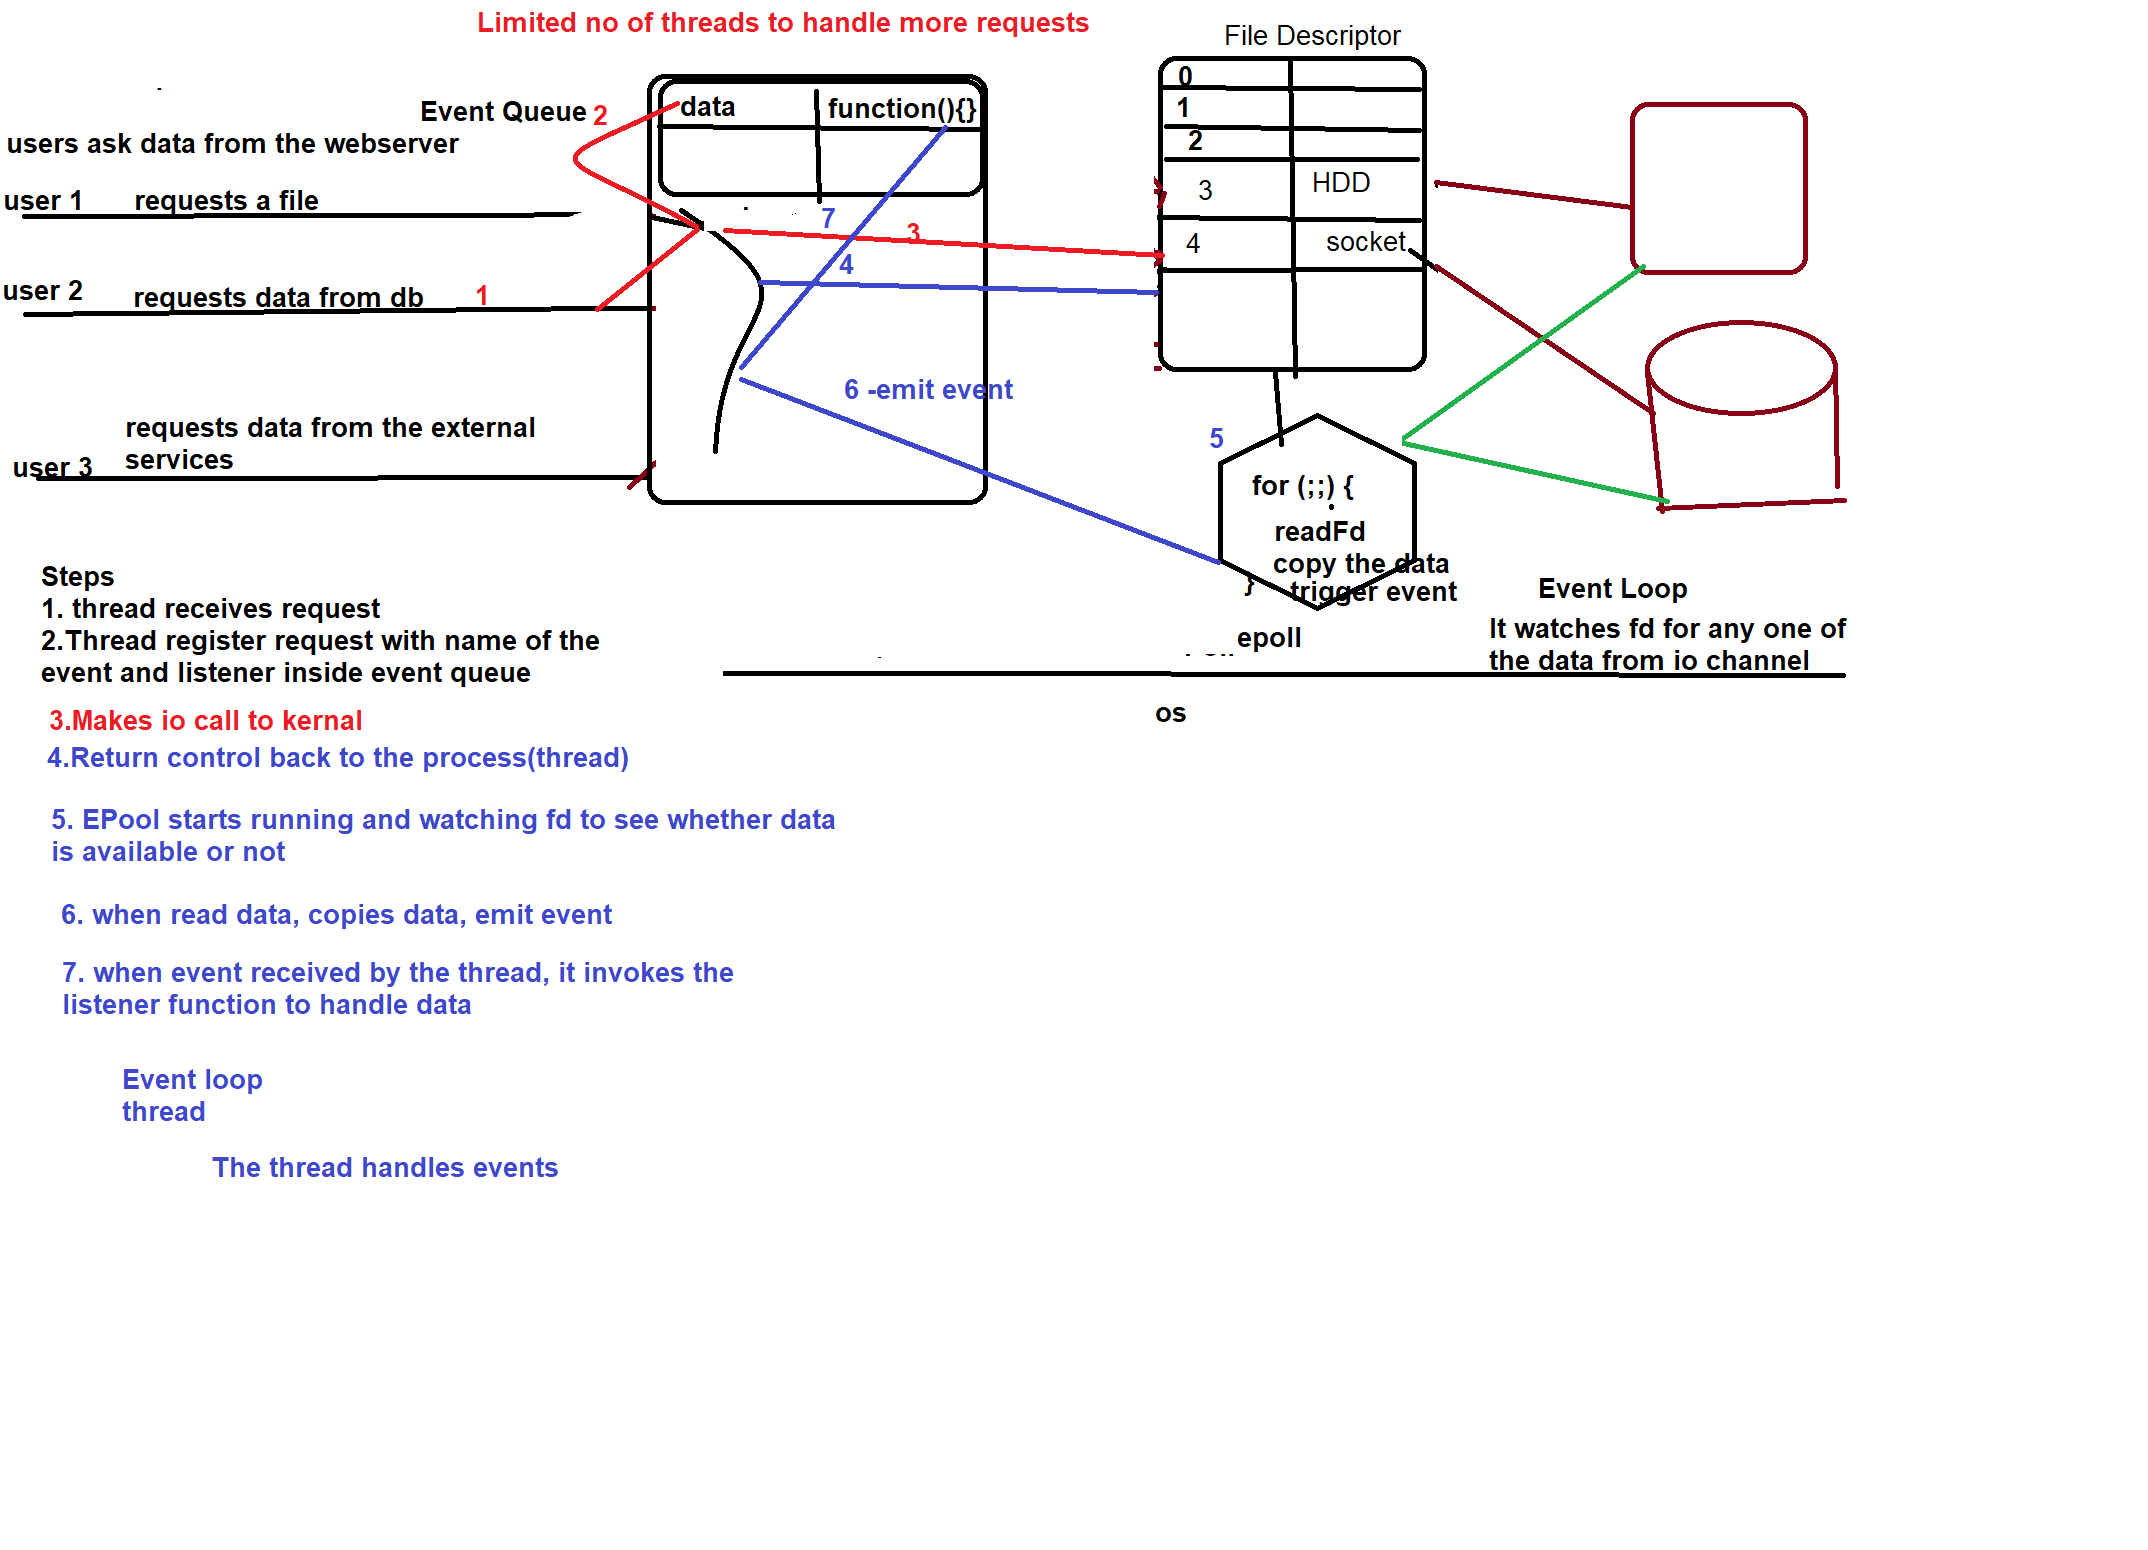 Limited no of threads to handle more requests
File Descriptor
Event Queue 2
data function(){}
0
1
2
3 HDD
4 socket
users ask data from the webserver
user 1 requests a file
7
3
4
user 2 requests data from db 1
6 -emit event
requests data from the external
services
user 3
5
for (;;) {
readFd
copy the data
trigger event
}
epoll
Event Loop
It watches fd for any one of
the data from io channel
os
Steps
1. thread receives request
2.Thread register request with name of the
event and listener inside event queue
3.Makes io call to kernal
4.Return control back to the process(thread)
5. EPool starts running and watching fd to see whether data
is available or not
6. when read data, copies data, emit event
7. when event received by the thread, it invokes the
listener function to handle data
Event loop
thread
The thread handles events